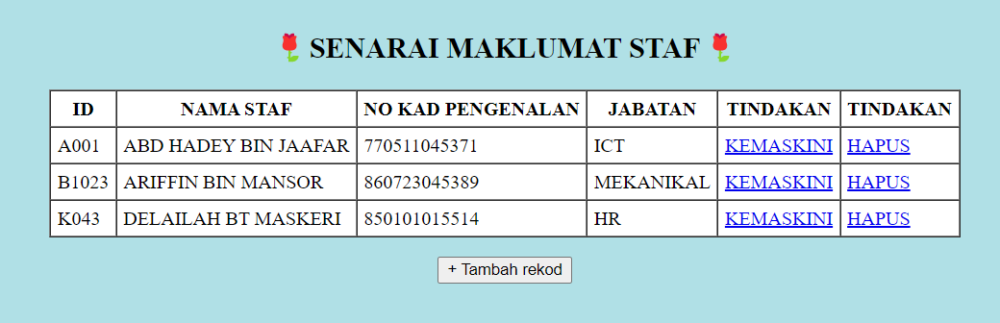 🌹SENARAI MAKLUMAT STAF🌹
ID NAMA STAF NO KAD PENGENALAN JABATAN TINDAKAN TINDAKAN
A001 ABD HADEY BIN JAAFAR 770511045371 ICT KEMASKINI HAPUS
B1023 ARIFFIN BIN MANSOR 860723045389 MEKANIKAL KEMASKINI HAPUS
K043 DELAILAH BT MASKERI 850101015514 HR KEMASKINI HAPUS
+ Tambah rekod